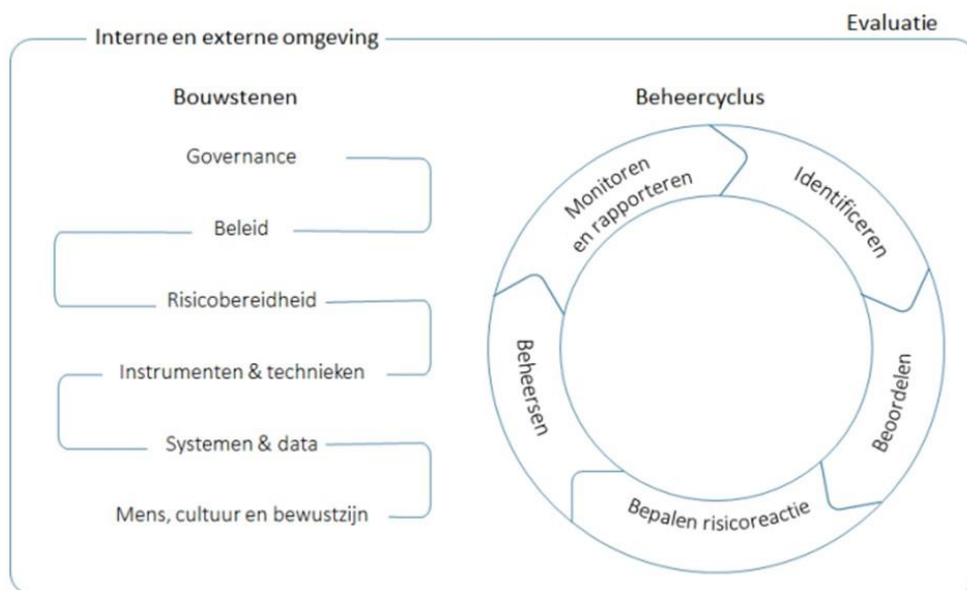 Evaluatie
Interne en externe omgeving
Bouwstenen
Governance
Beleid
Risicobereidheid
Instrumenten & technieken
Systemen & data
Mens, cultuur en bewustzijn
Beheercyclus
Identificeren
Beoordelen
Bepalen risicoreactie
Beheersen
Monitoren
en rapporteren